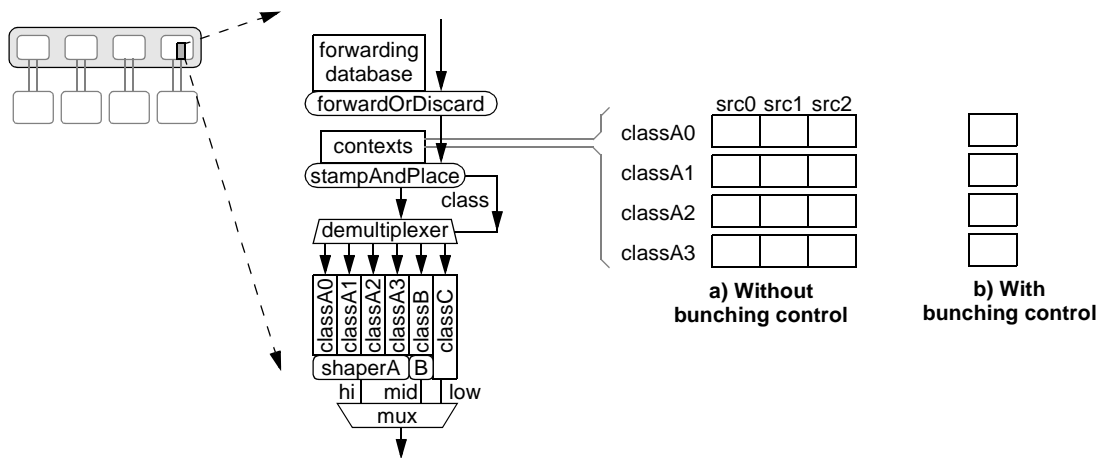 forwarding
database
forwardOrDiscard
contexts
stampAndPlace
class
demultiplexer
classA0
classA1
classA2
classA3
classB
classC
shaperA
B
hi
mid
low
mux
src0 src1 src2
classA0
classA1
classA2
classA3
a) Without
bunching control
b) With
bunching control